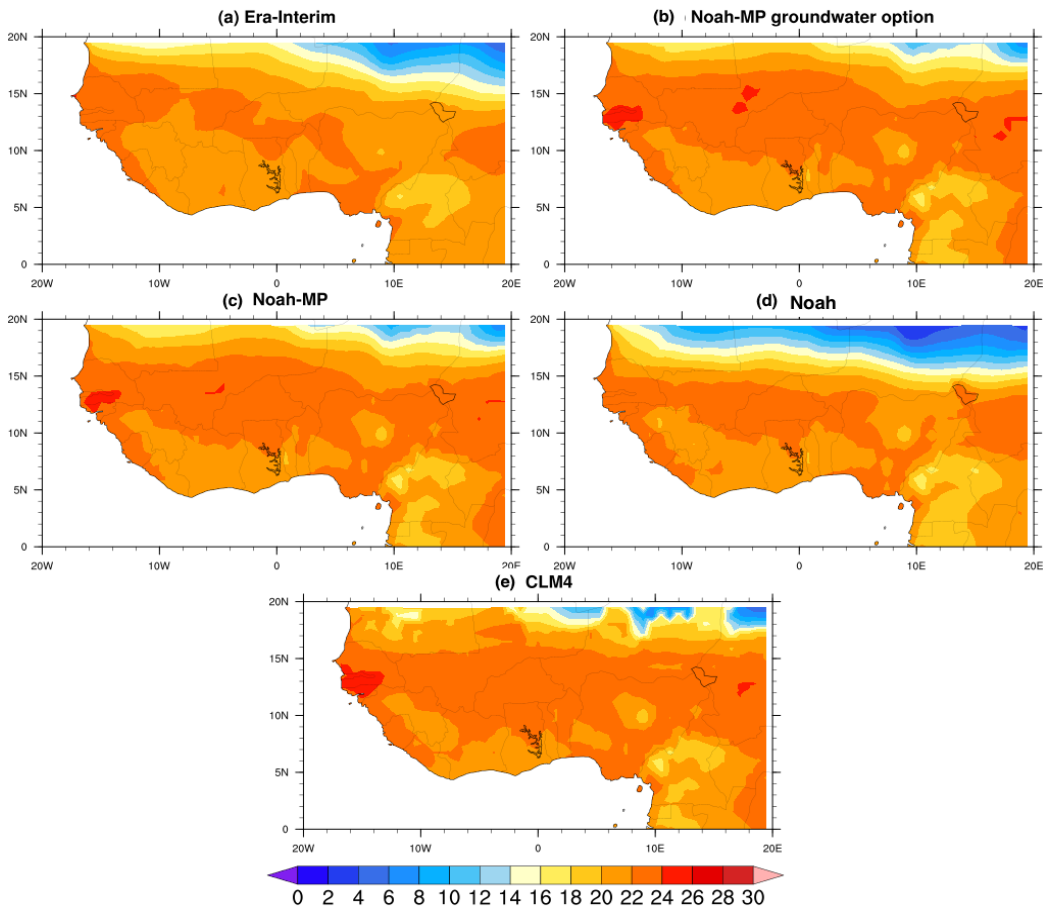 (a) Era-Interim
(b) Noah-MP groundwater option
20N
15N
10N
5N
0
20W 10W 0 10E 20E
20N
15N
10N
5N
0
20W 10W 0 10E 20E
(c) Noah-MP
(d) Noah
20N
15N
10N
5N
0
20W 10W 0 10E 20E
20N
15N
10N
5N
0
20W 10W 0 10E 20E
(e) CLM4
20N
15N
10N
5N
0
20W 10W 0 10E 20E
0 2 4 6 8 10 12 14 16 18 20 22 24 26 28 30